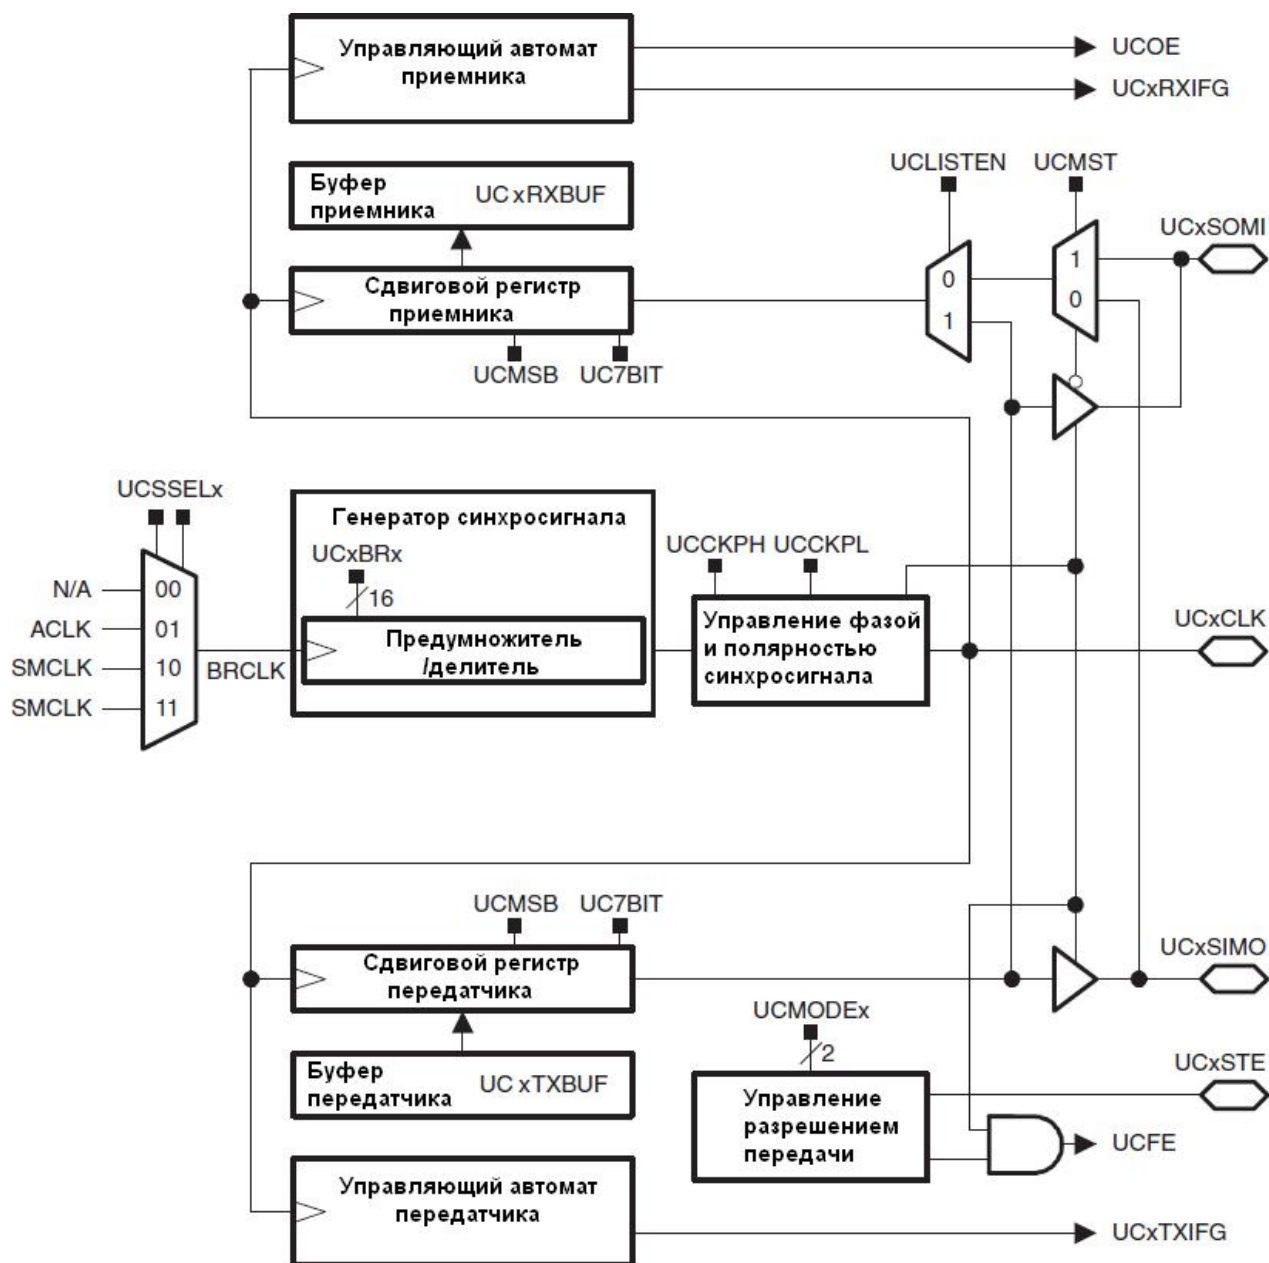 Управляющий автомат
приемника
UCOE
UCxRXIFG
Буфер
приемника
UC xRXBUF
UCLISTEN
UCMST
UCxSOMI
Сдвиговой регистр
приемника
0
1
1
0
UCMSB
UC7BIT
UCSSELx
Генератор синхросигнала
UCxBRx
16
UCCKPH
UCCKPL
N/A
00
ACLK
01
SMCLK
10
SMCLK
11
BRCLK
Предумножитель
/делитель
Управление фазой
и полярностью
синхросигнала
UCxCLK
UCMSB
UC7BIT
Сдвиговой регистр
передатчика
UCxSIMO
UCMODEx
2
Буфер
передатчика
UC xTXBUF
UCxSTE
Управление
разрешением
передачи
UCFE
Управляющий автомат
передатчика
UCxTXIFG